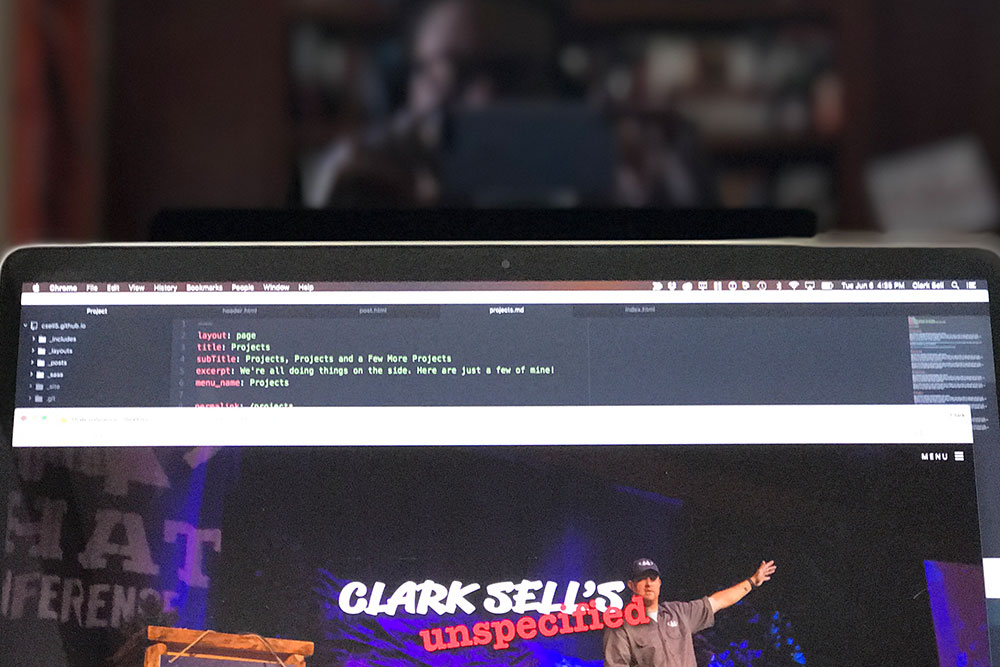 Chrome File Edit View History Bookmarks People Window Help Tue Jun 6 4:56 PM Clark Sell
Project header.html post.html projects.md index.html
csell5.github.io
_includes
_layouts
_posts
_sass
_site
.git
layout: page
title: Projects
subTitle: Projects, Projects and a Few More Projects
excerpt: We're all doing things on the side. Here are just a few of mine!
menu_name: Projects
permalink: /projects
MENU
HAT
CLARK SELL'S
unspecified